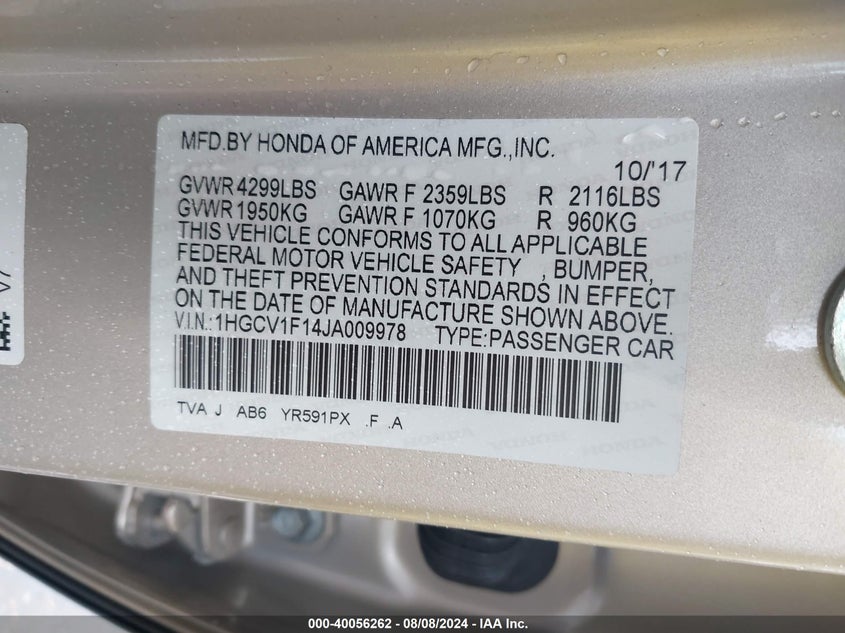 MFD.BY HONDA OF AMERICA MFG.,INC.
10/'17
GVWR 4299LBS GAWR F 2359LBS R 2116LBS
GVWR 1950KG GAWR F 1070KG R 960KG
THIS VEHICLE CONFORMS TO ALL APPLICABLE
FEDERAL MOTOR VEHICLE SAFETY , BUMPER,
AND THEFT PREVENTION STANDARDS IN EFFECT
ON THE DATE OF MANUFACTURE SHOWN ABOVE.
V.I.N.:1HGCV1F14JA009978 TYPE:PASSENGER CAR
TVA J AB6 YR591PX .F .A
V7
000-40056262 - 08/08/2024 - IAA Inc.